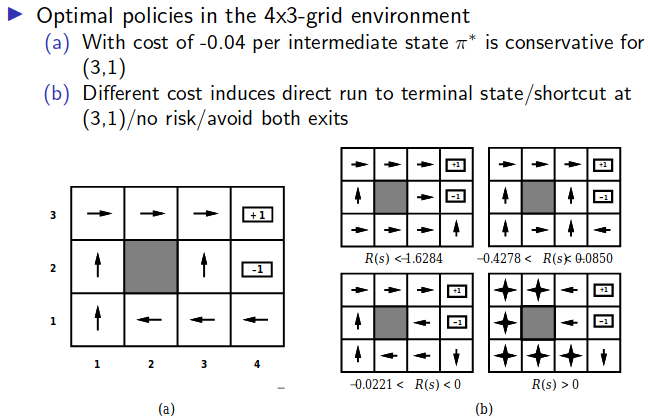 Optimal policies in the 4x3-grid environment
(a) With cost of -0.04 per intermediate state π* is conservative for
(3,1)
(b) Different cost induces direct run to terminal state/shortcut at
(3,1)/no risk/avoid both exits
3
+1
2
-1
1
1 2 3 4
(a)
+1
-1
R(s) < -1.6284
+1
-1
-0.4278 < R(s) < -0.0850
+1
-1
-0.0221 < R(s) < 0
+1
-1
R(s) > 0
(b)